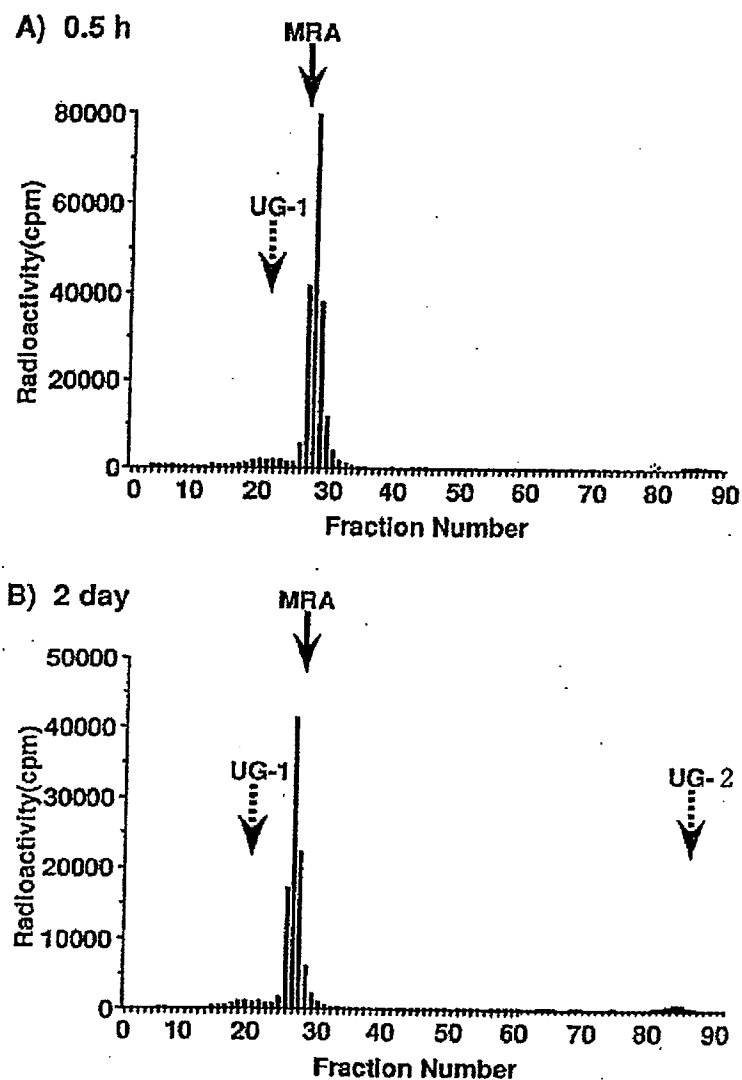 A) 0.5 h
MRA
80000
60000
UG-1
40000
20000
0
Radioactivity(cpm)
0 10 20 30 40 50 60 70 80 90
Fraction Number
B) 2 day
MRA
50000
40000
UG-1
UG-2
30000
20000
10000
0
Radioactivity(cpm)
0 10 20 30 40 50 60 70 80 90
Fraction Number